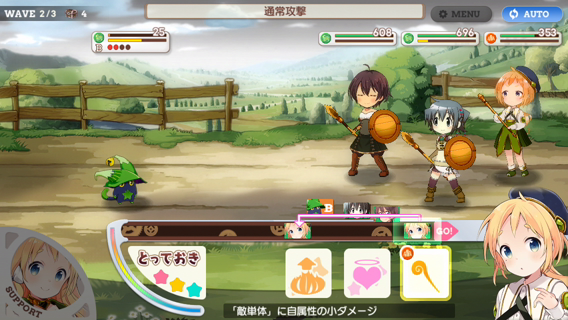 WAVE 2/3 4
通常攻撃
MENU
AUTO
25
B
608
696
353
B
GO!
とっておき
SUPPORT
「敵単体」に自属性の小ダメージ